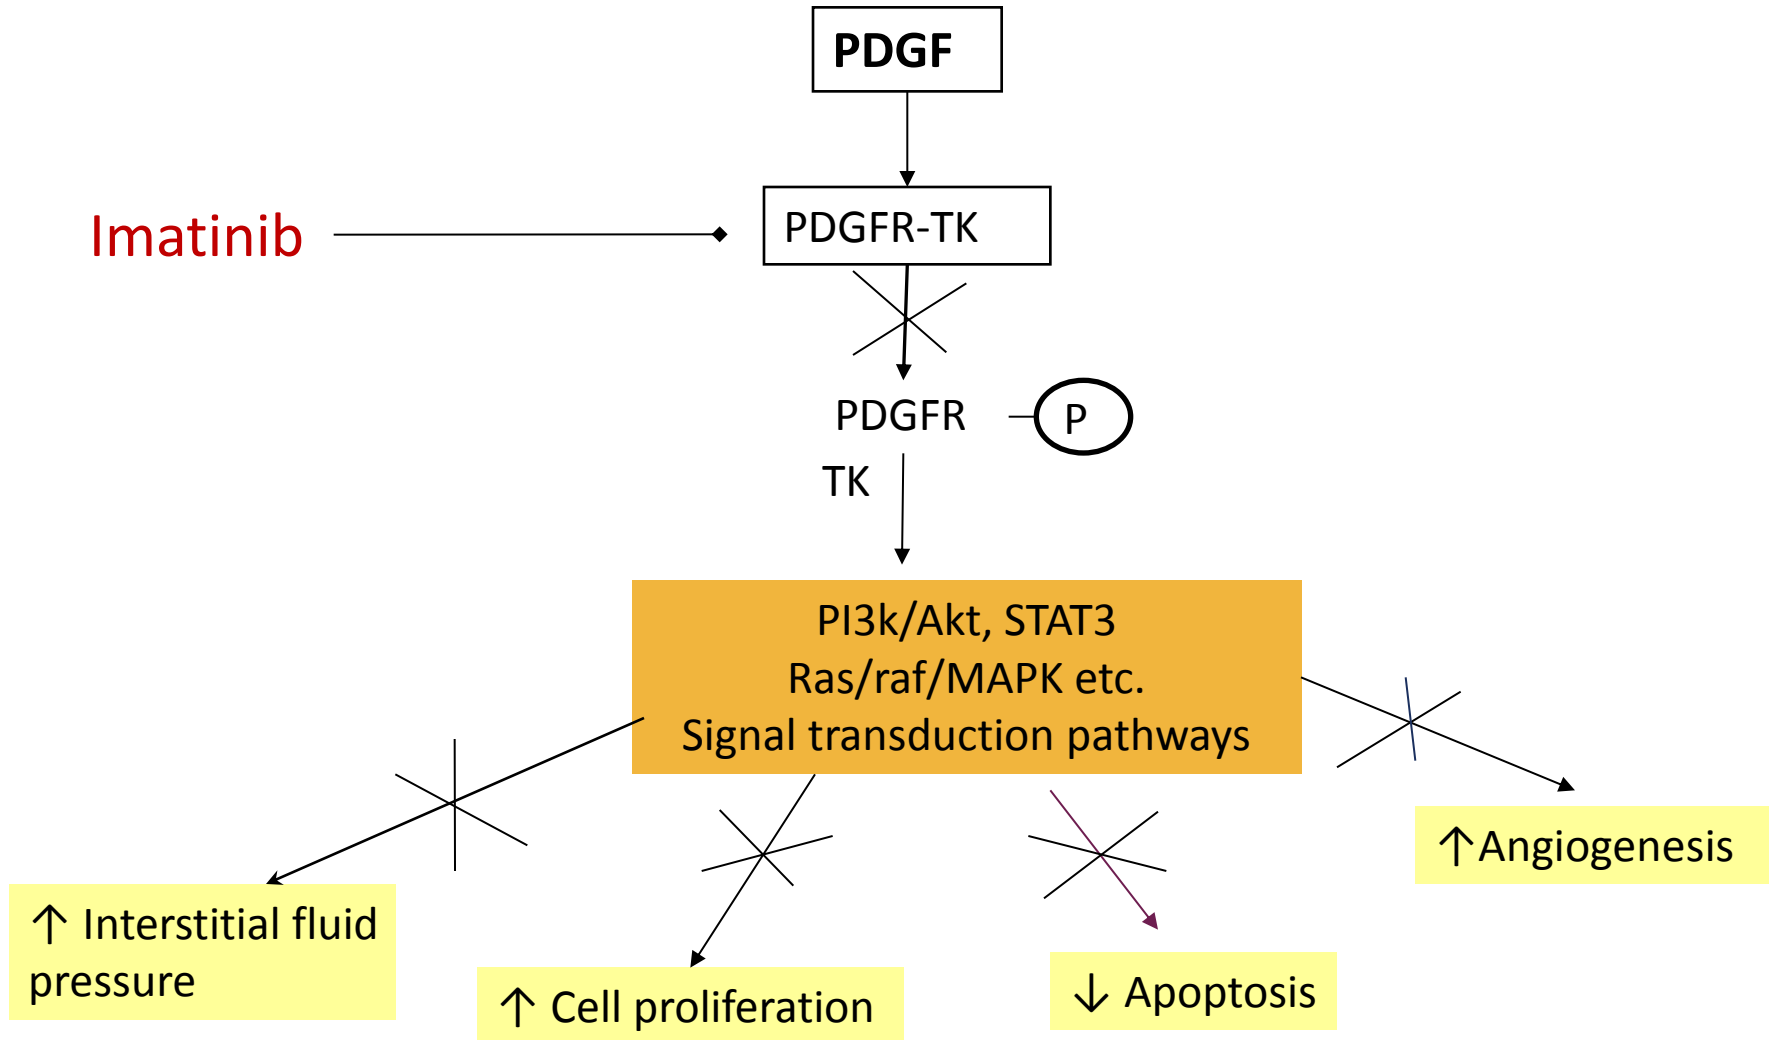 PDGF
Imatinib
PDGFR-TK
PDGFR
P
TK
PI3k/Akt, STAT3
Ras/raf/MAPK etc.
Signal transduction pathways
↑Angiogenesis
↑ Interstitial fluid
pressure
↑ Cell proliferation
↓ Apoptosis